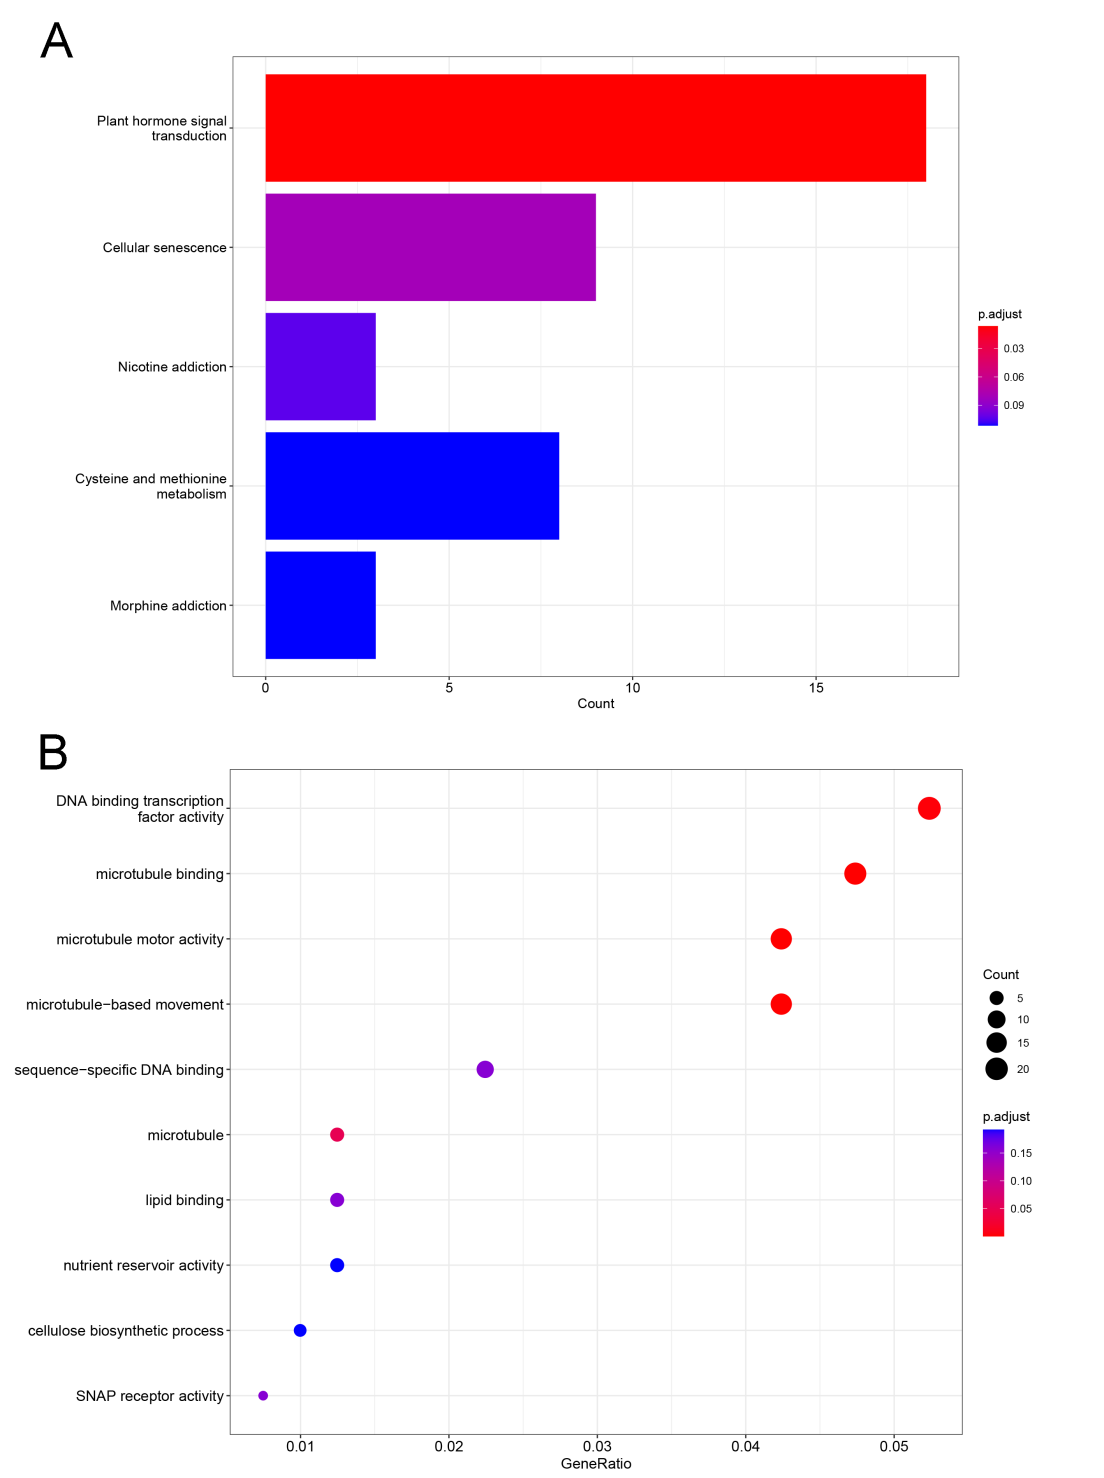 A
Plant hormone signal
transduction
Cellular senescence
Nicotine addiction
Cysteine and methionine
metabolism
Morphine addiction
0
5
10
15
Count
p.adjust
0.03
0.06
0.09
B
DNA binding transcription
factor activity
microtubule binding
microtubule motor activity
microtubule−based movement
sequence−specific DNA binding
microtubule
lipid binding
nutrient reservoir activity
cellulose biosynthetic process
SNAP receptor activity
0.01
0.02
0.03
0.04
0.05
GeneRatio
Count
5
10
15
20
p.adjust
0.15
0.10
0.05